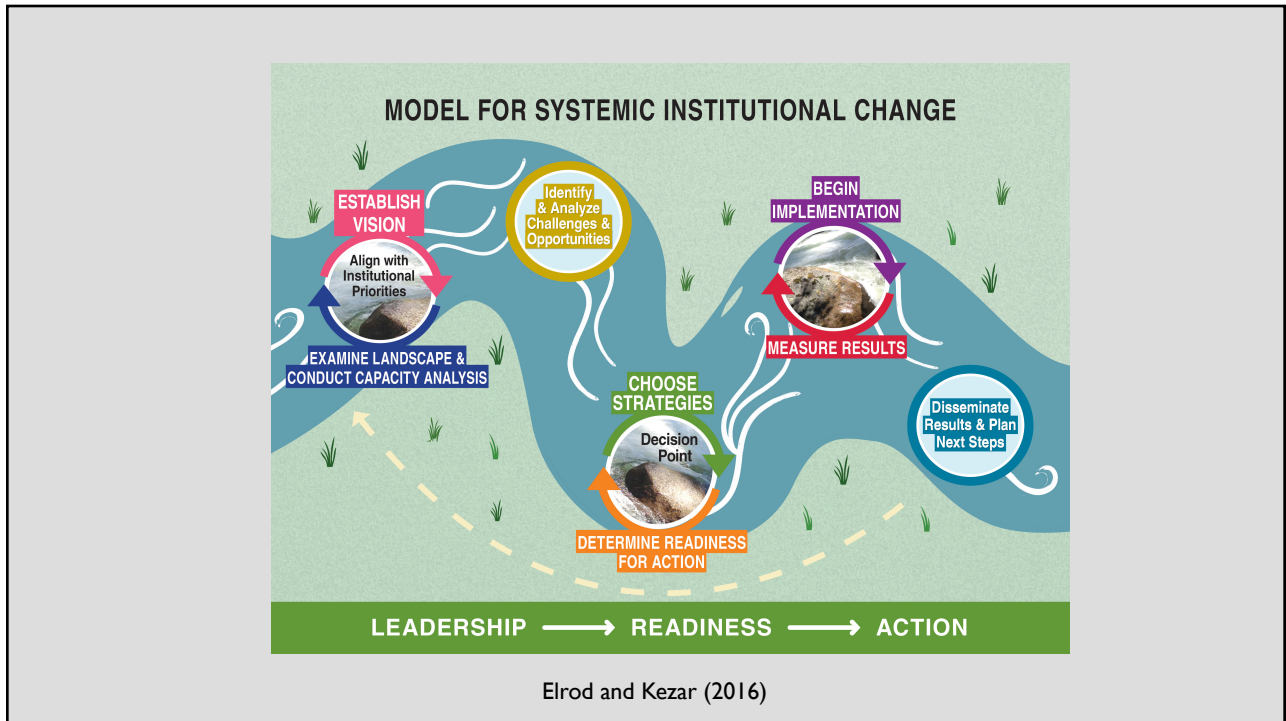 MODEL FOR SYSTEMIC INSTITUTIONAL CHANGE
ESTABLISH
VISION
Align with
Institutional
Priorities
EXAMINE LANDSCAPE &
CONDUCT CAPACITY ANALYSIS
Identify
& Analyze
Challenges &
Opportunities
CHOOSE
STRATEGIES
Decision
Point
DETERMINE READINESS
FOR ACTION
BEGIN
IMPLEMENTATION
MEASURE RESULTS
Disseminate
Results & Plan
Next Steps
LEADERSHIP → READINESS → ACTION
Elrod and Kezar (2016)